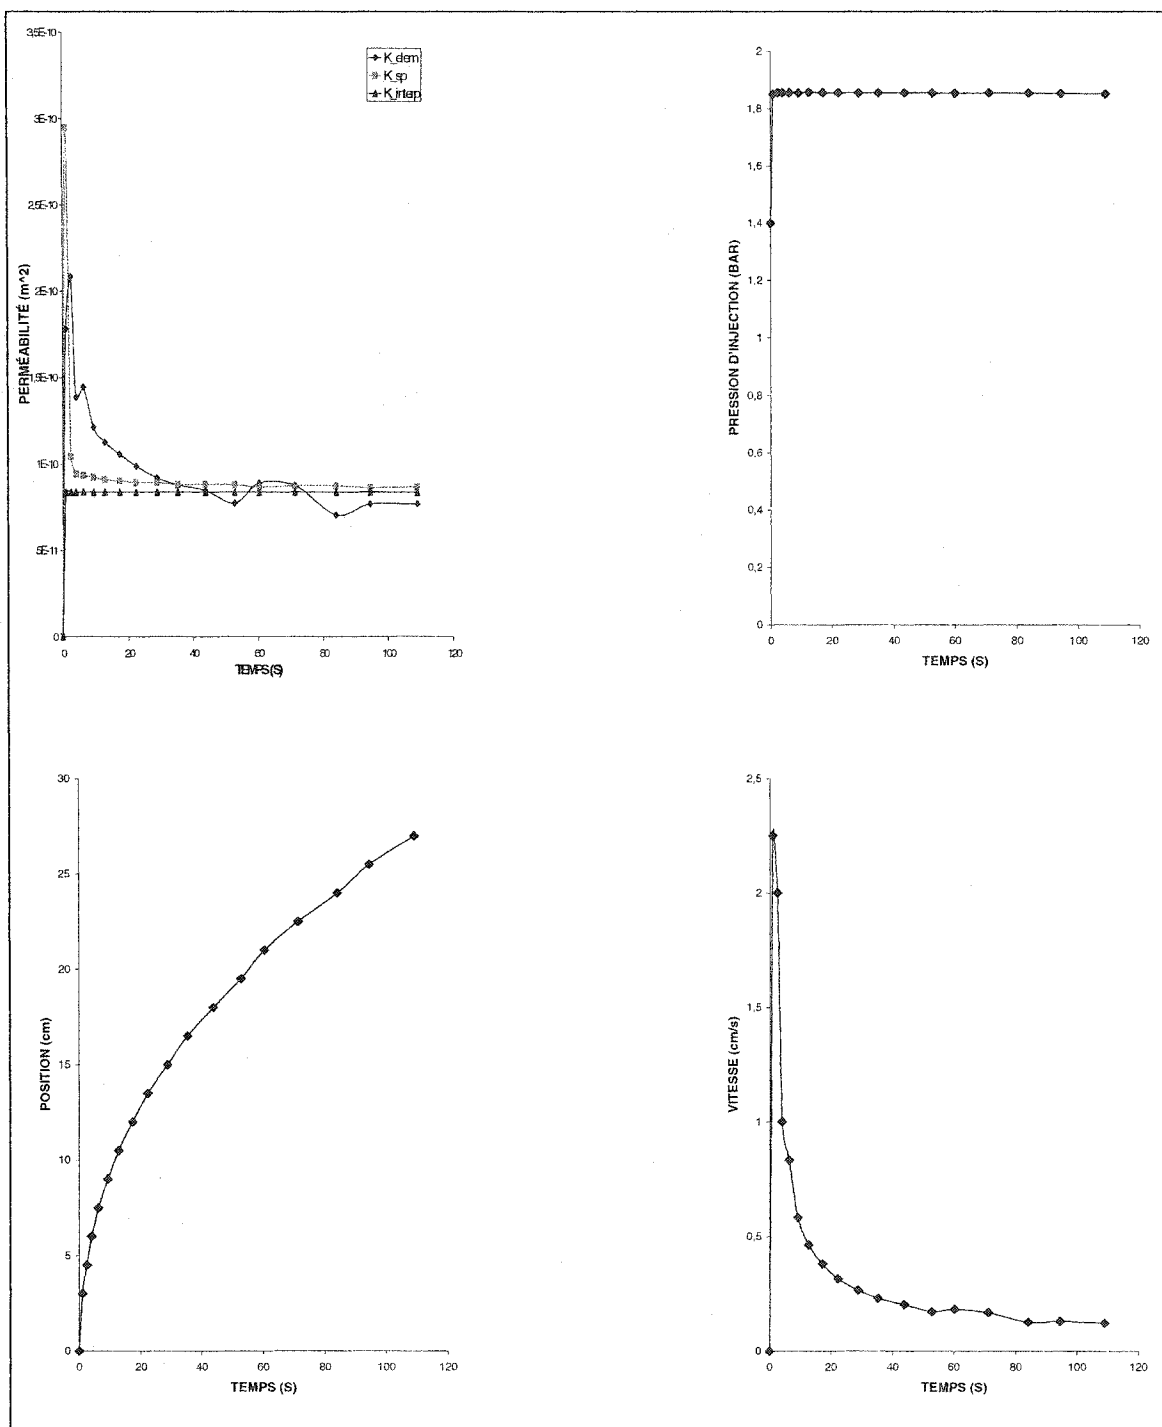 3,5E-10
3E-10
2,5E-10
2E-10
1,5E-10
1E-10
5E-11
0
PERMÉABILITÉ (m^2)
K_elem
K_sp
K_interp
0 20 40 60 80 100 120
TEMPS (S)
2
1,8
1,6
1,4
1,2
1
0,8
0,6
0,4
0,2
0
PRESSION D'INJECTION (BAR)
0 20 40 60 80 100 120
TEMPS (S)
30
25
20
15
10
5
0
POSITION (cm)
0 20 40 60 80 100 120
TEMPS (S)
2,5
2
1,5
1
0,5
0
VITESSE (cm/s)
0 20 40 60 80 100 120
TEMPS (S)